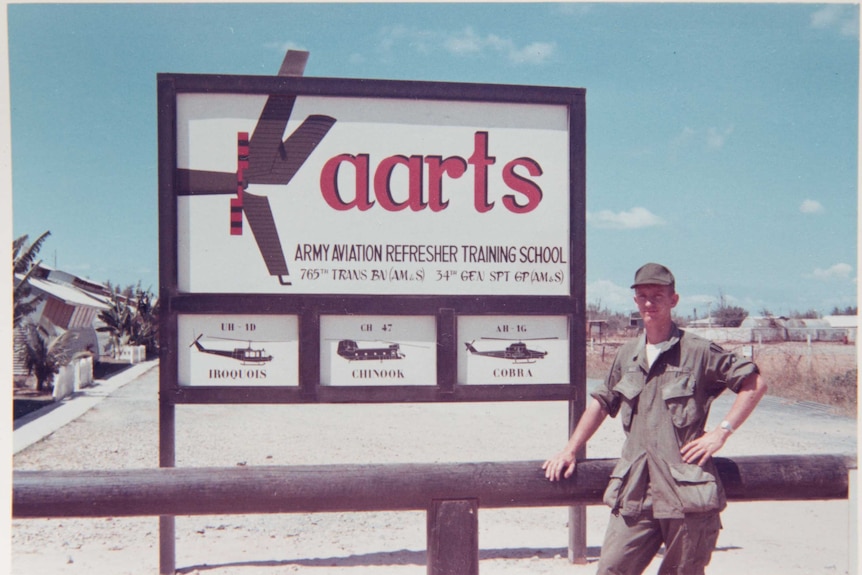 aarts
ARMY AVIATION REFRESHER TRAINING SCHOOL
765TH TRANS BN (AM&S) 34TH GEN SPT GP (AM&S)
UH-1D
IROQUOIS
CH 47
CHINOOK
AH-1G
COBRA